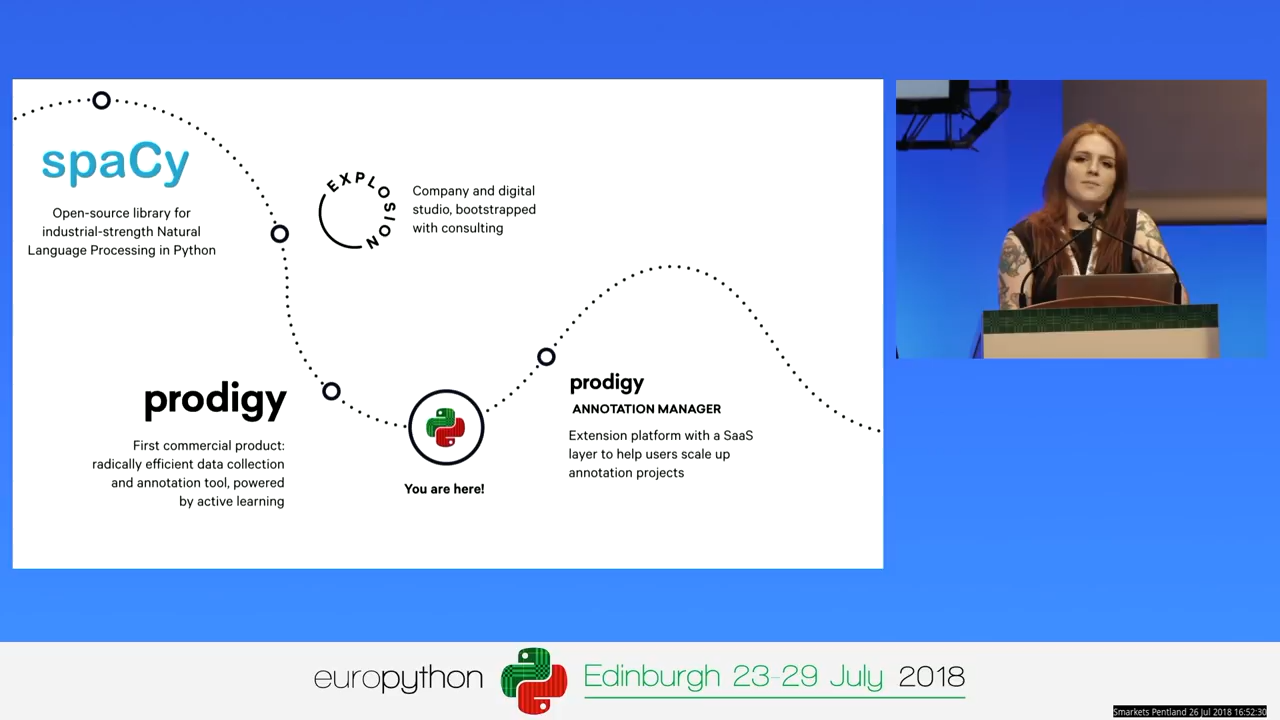 spaCy
Open-source library for
industrial-strength Natural
Language Processing in Python
EXPLOSION
Company and digital
studio, bootstrapped
with consulting
prodigy
First commercial product:
radically efficient data collection
and annotation tool, powered
by active learning
You are here!
prodigy
ANNOTATION MANAGER
Extension platform with a SaaS
layer to help users scale up
annotation projects
europython
Edinburgh 23-29 July 2018
Smarkets Pentland 26 Jul 2018 16:52:30